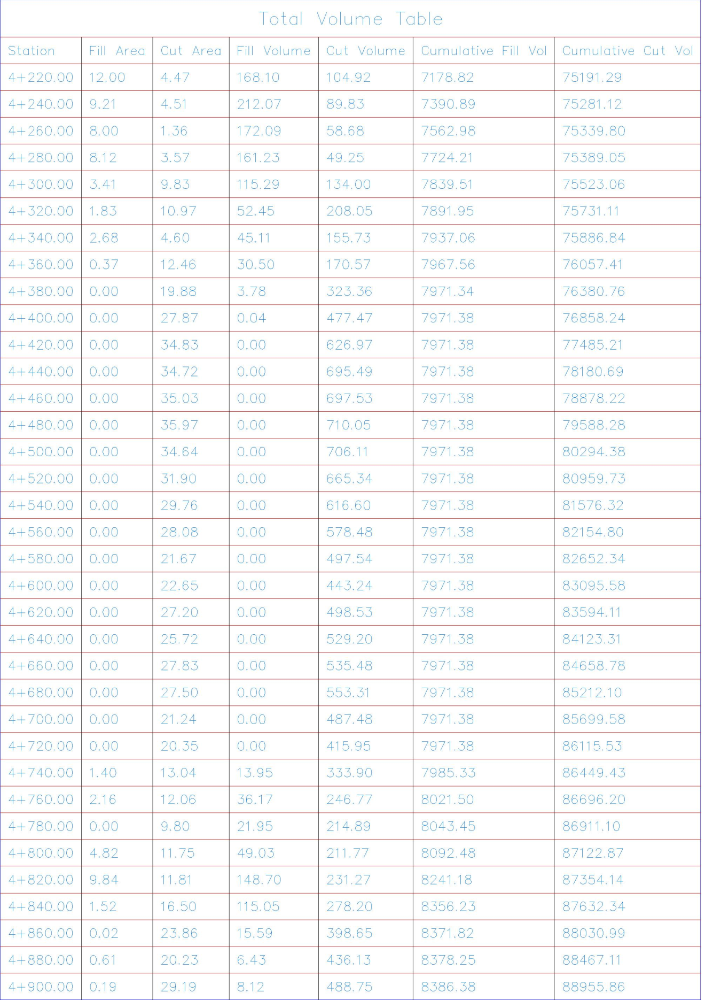 Total Volume Table
Station Fill Area Cut Area Fill Volume Cut Volume Cumulative Fill Vol Cumulative Cut Vol
4+220.00 12.00 4.47 168.10 104.92 7178.82 75191.29
4+240.00 9.21 4.51 212.07 89.83 7390.89 75281.12
4+260.00 8.00 1.36 172.09 58.68 7562.98 75339.80
4+280.00 8.12 3.57 161.23 49.25 7724.21 75389.05
4+300.00 3.41 9.83 115.29 134.00 7839.51 75523.06
4+320.00 1.83 10.97 52.45 208.05 7891.95 75731.11
4+340.00 2.68 4.60 45.11 155.73 7937.06 75886.84
4+360.00 0.37 12.46 30.50 170.57 7967.56 76057.41
4+380.00 0.00 19.88 3.78 323.36 7971.34 76380.76
4+400.00 0.00 27.87 0.04 477.47 7971.38 76858.24
4+420.00 0.00 34.83 0.00 626.97 7971.38 77485.21
4+440.00 0.00 34.72 0.00 695.49 7971.38 78180.69
4+460.00 0.00 35.03 0.00 697.53 7971.38 78878.22
4+480.00 0.00 35.97 0.00 710.05 7971.38 79588.28
4+500.00 0.00 34.64 0.00 706.11 7971.38 80294.38
4+520.00 0.00 31.90 0.00 665.34 7971.38 80959.73
4+540.00 0.00 29.76 0.00 616.60 7971.38 81576.32
4+560.00 0.00 28.08 0.00 578.48 7971.38 82154.80
4+580.00 0.00 21.67 0.00 497.54 7971.38 82652.34
4+600.00 0.00 22.65 0.00 443.24 7971.38 83095.58
4+620.00 0.00 27.20 0.00 498.53 7971.38 83594.11
4+640.00 0.00 25.72 0.00 529.20 7971.38 84123.31
4+660.00 0.00 27.83 0.00 535.48 7971.38 84658.78
4+680.00 0.00 27.50 0.00 553.31 7971.38 85212.10
4+700.00 0.00 21.24 0.00 487.48 7971.38 85699.58
4+720.00 0.00 20.35 0.00 415.95 7971.38 86115.53
4+740.00 1.40 13.04 13.95 333.90 7985.33 86449.43
4+760.00 2.16 12.06 36.17 246.77 8021.50 86696.20
4+780.00 0.00 9.80 21.95 214.89 8043.45 86911.10
4+800.00 4.82 11.75 49.03 211.77 8092.48 87122.87
4+820.00 9.84 11.81 148.70 231.27 8241.18 87354.14
4+840.00 1.52 16.50 115.05 278.20 8356.23 87632.34
4+860.00 0.02 23.86 15.59 398.65 8371.82 88030.99
4+880.00 0.61 20.23 6.43 436.13 8378.25 88467.11
4+900.00 0.19 29.19 8.12 488.75 8386.38 88955.86